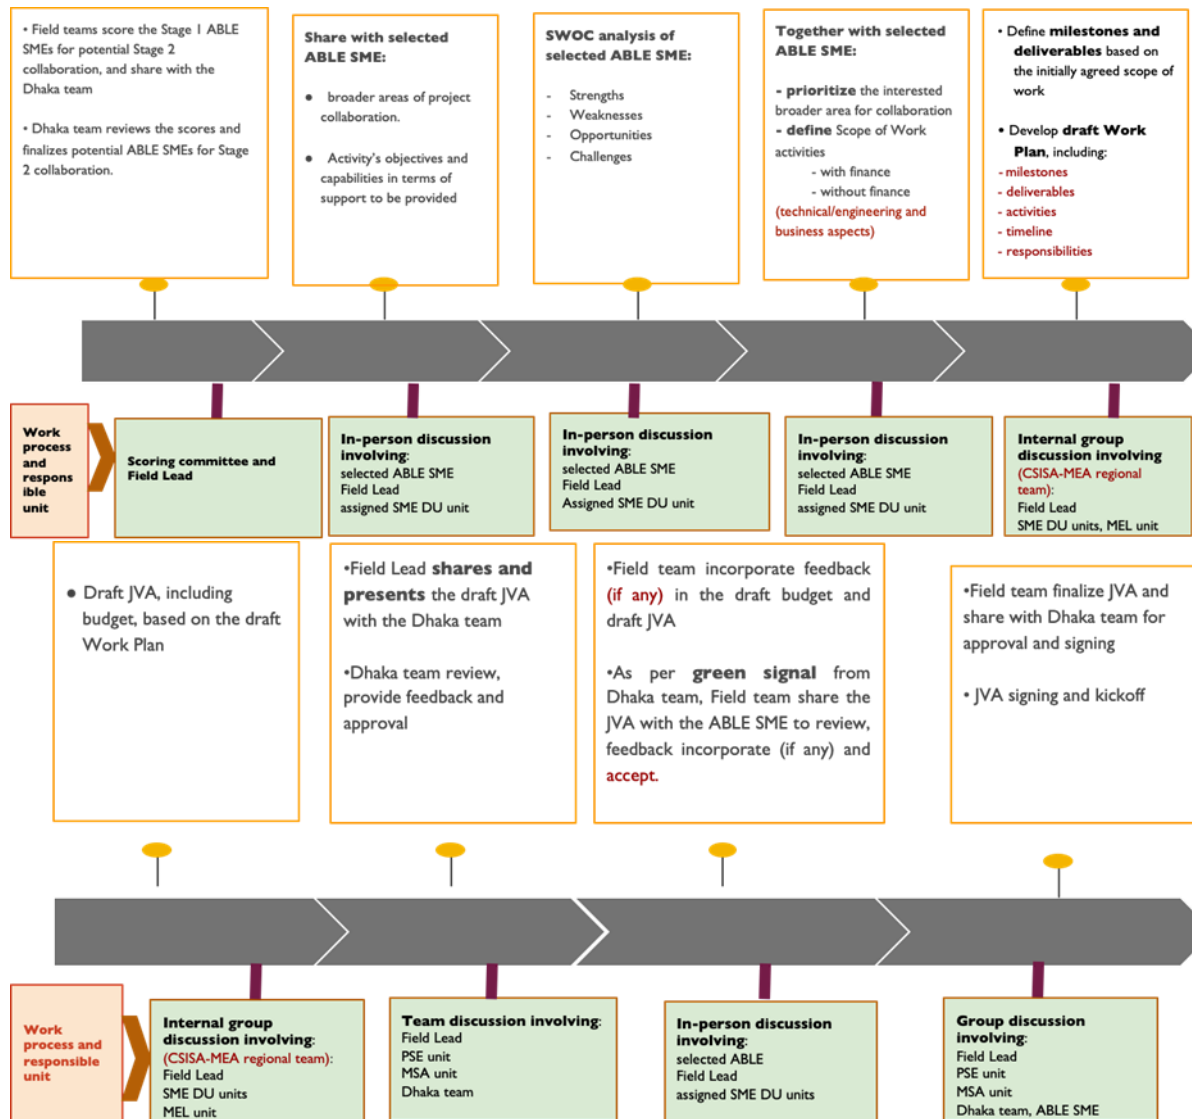 • Field teams score the Stage 1 ABLE
SMEs for potential Stage 2
collaboration, and share with the
Dhaka team
• Dhaka team reviews the scores and
finalizes potential ABLE SMEs for Stage
2 collaboration.
Share with selected
ABLE SME:
● broader areas of project
collaboration.
● Activity's objectives and
capabilities in terms of
support to be provided
SWOC analysis of
selected ABLE SME:
- Strengths
- Weaknesses
- Opportunities
- Challenges
Together with selected
ABLE SME:
- prioritize the interested
broader area for collaboration
- define Scope of Work
activities
- with finance
- without finance
(technical/engineering and
business aspects)
• Define milestones and
deliverables based on
the initially agreed scope of
work
• Develop draft Work
Plan, including:
- milestones
- deliverables
- activities
- timeline
- responsibilities
Work
process
and
respons
ible
unit
Scoring committee and
Field Lead
In-person discussion
involving:
selected ABLE SME
Field Lead
assigned SME DU unit
In-person discussion
involving:
selected ABLE SME
Field Lead
Assigned SME DU unit
In-person discussion
involving:
selected ABLE SME
Field Lead
assigned SME DU unit
Internal group
discussion involving
(CSISA-MEA regional
team):
Field Lead
SME DU units, MEL unit
● Draft JVA, including
budget, based on the draft
Work Plan
•Field Lead shares and
presents the draft JVA
with the Dhaka team
•Dhaka team review,
provide feedback and
approval
•Field team incorporate feedback
(if any) in the draft budget and
draft JVA
•As per green signal from
Dhaka team, Field team share the
JVA with the ABLE SME to review,
feedback incorporate (if any) and
accept.
•Field team finalize JVA and
share with Dhaka team for
approval and signing
• JVA signing and kickoff
Work
process and
responsible
unit
Internal group
discussion involving:
(CSISA-MEA regional team):
Field Lead
SME DU units
MEL unit
Team discussion involving:
Field Lead
PSE unit
MSA unit
Dhaka team
In-person discussion
involving:
selected ABLE
Field Lead
assigned SME DU units
Group discussion
involving:
Field Lead
PSE unit
MSA unit
Dhaka team, ABLE SME